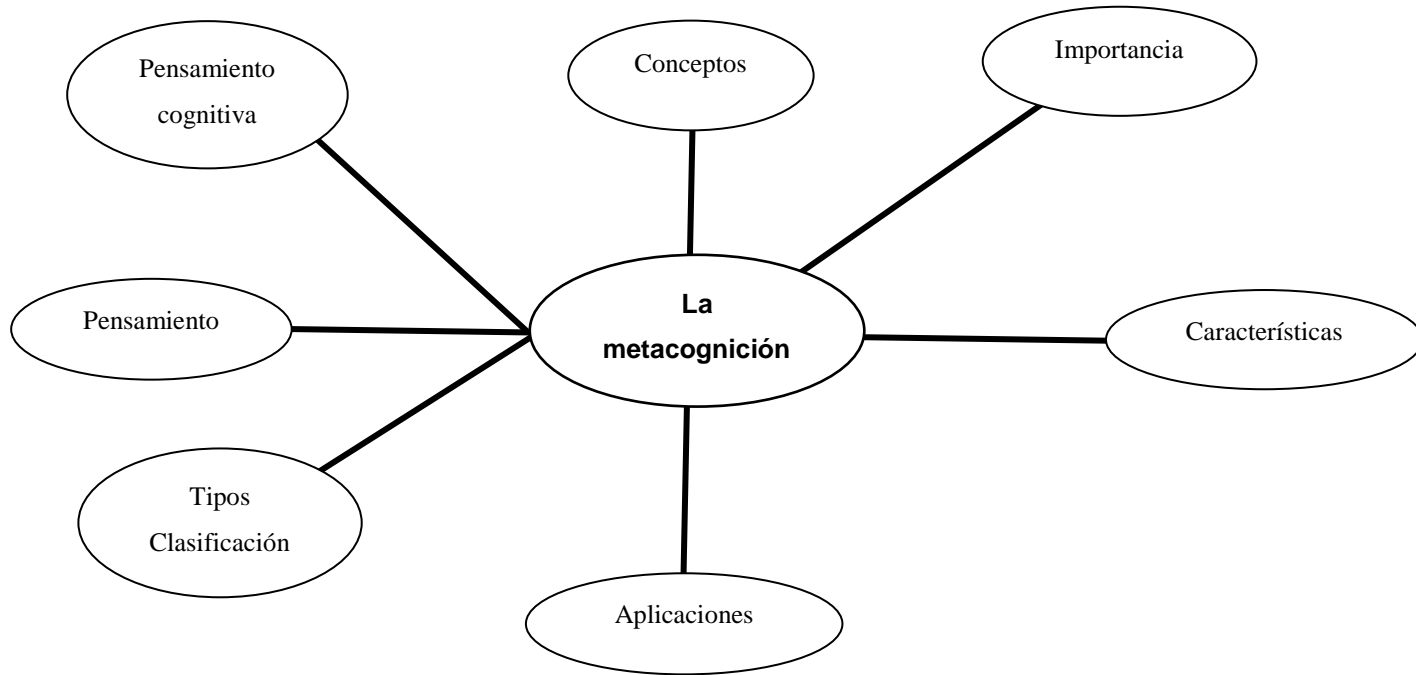 Pensamiento
cognitiva
Conceptos
Importancia
Pensamiento
La
metacognición
Características
Tipos
Clasificación
Aplicaciones